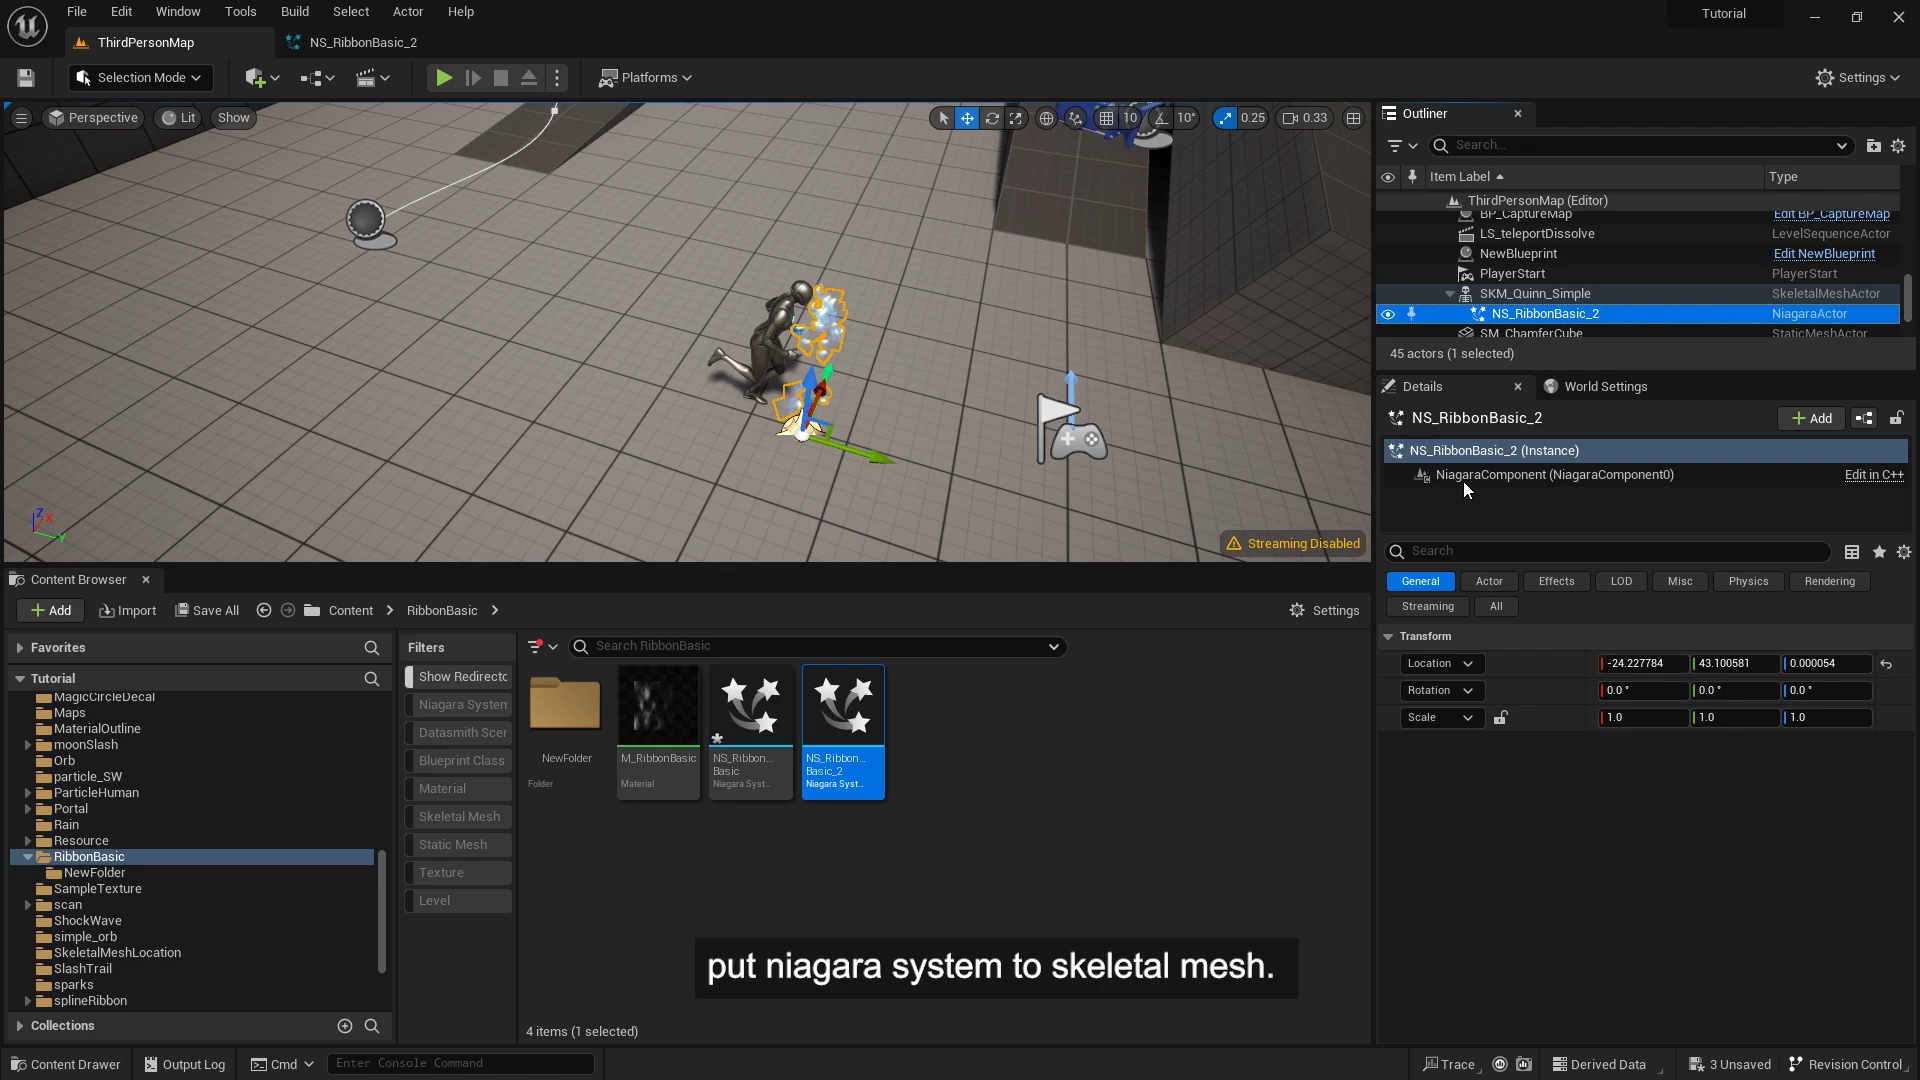 File Edit Window Tools Build Select Actor Help
Tutorial
ThirdPersonMap
NS_RibbonBasic_2
Selection Mode
Platforms
Settings
Perspective
Lit
Show
10
10°
0.25
0.33
Streaming Disabled
Outliner
Search...
Item Label
Type
ThirdPersonMap (Editor)
BP_CaptureMap Edit BP_CaptureMap
LS_teleportDissolve LevelSequenceActor
NewBlueprint Edit NewBlueprint
PlayerStart PlayerStart
SKM_Quinn_Simple SkeletalMeshActor
NS_RibbonBasic_2 NiagaraActor
SM_ChamferCube StaticMeshActor
45 actors (1 selected)
Details
World Settings
NS_RibbonBasic_2
Add
NS_RibbonBasic_2 (Instance)
NiagaraComponent (NiagaraComponent0) Edit in C++
Search
General Actor Effects LOD Misc Physics Rendering
Streaming All
Transform
Location -24.227784 43.100581 0.000054
Rotation 0.0 ° 0.0 ° 0.0 °
Scale 1.0 1.0 1.0
Content Browser
Add Import Save All Content RibbonBasic
Settings
Favorites
Tutorial
MagicCircleDecal
Maps
MaterialOutline
moonSlash
Orb
particle_SW
ParticleHuman
Portal
Rain
Resource
RibbonBasic
NewFolder
SampleTexture
scan
ShockWave
simple_orb
SkeletalMeshLocation
SlashTrail
sparks
splineRibbon
Collections
Filters
Show Redirecto
Niagara System
Datasmith Scen
Blueprint Class
Material
Skeletal Mesh
Static Mesh
Texture
Level
Search RibbonBasic
NewFolder
Folder
M_RibbonBasic
Material
NS_Ribbon...
Basic
Niagara Syst...
NS_Ribbon...
Basic_2
Niagara Syst...
put niagara system to skeletal mesh.
4 items (1 selected)
Content Drawer
Output Log
Cmd
Enter Console Command
Trace
Derived Data
3 Unsaved
Revision Control
X
Y
Z